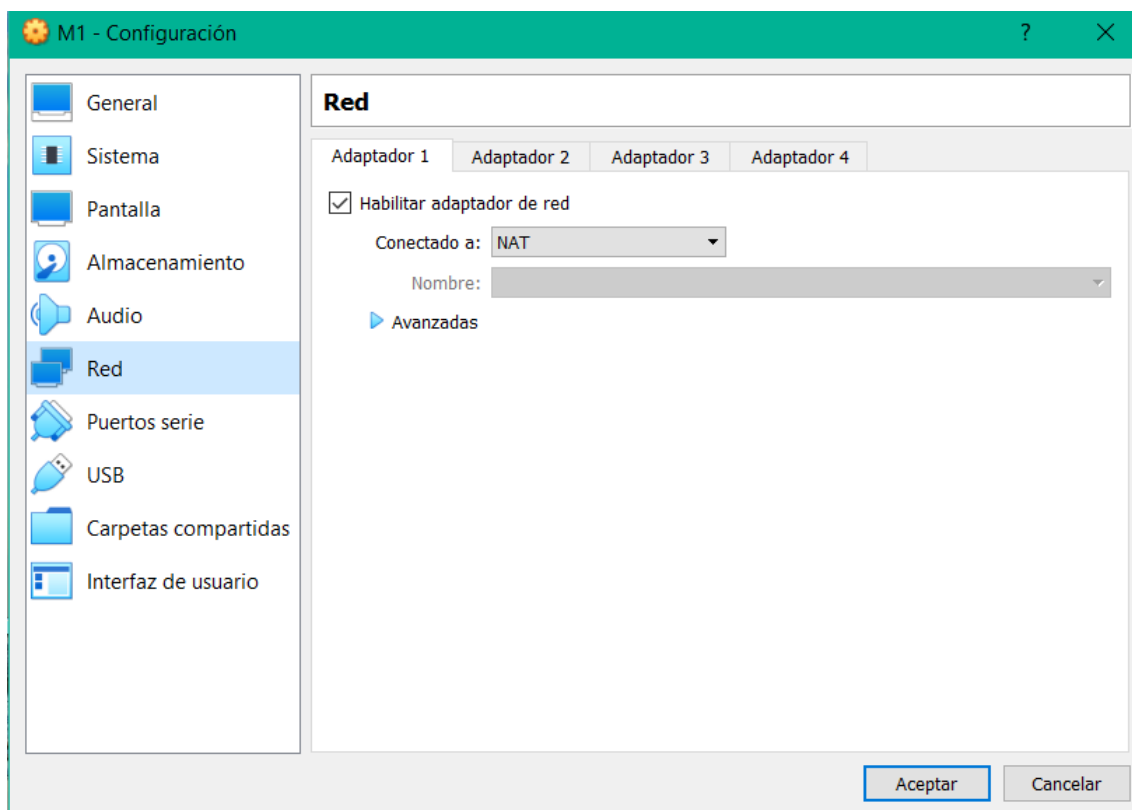 M1 - Configuración
?
General
Sistema
Pantalla
Almacenamiento
Audio
Red
Puertos serie
USB
Carpetas compartidas
Interfaz de usuario
Red
Adaptador 1 Adaptador 2 Adaptador 3 Adaptador 4
Habilitar adaptador de red
Conectado a: NAT
Nombre:
Avanzadas
Aceptar Cancelar